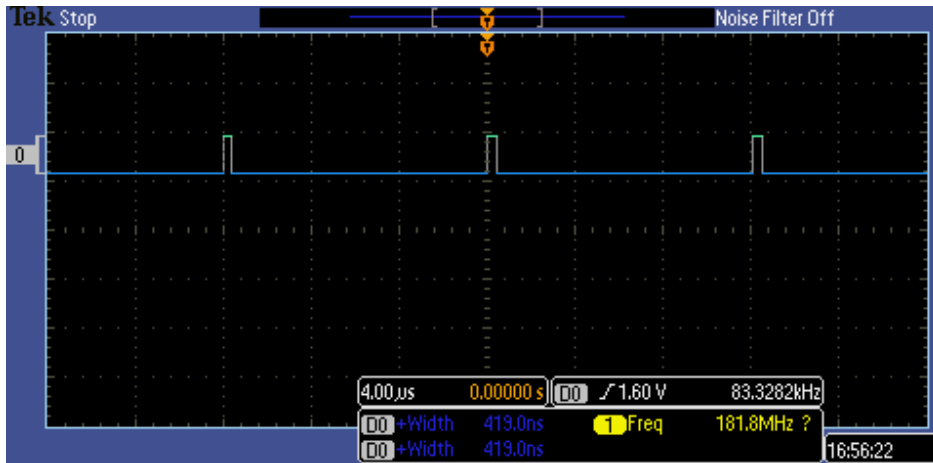 Tek Stop Noise Filter Off
T
T
0
4.00µs 0.00000 s D0 1.60 V 83.3282kHz
D0 +Width 419.0ns 1 Freq 181.8MHz ?
D0 +Width 419.0ns
16:56:22